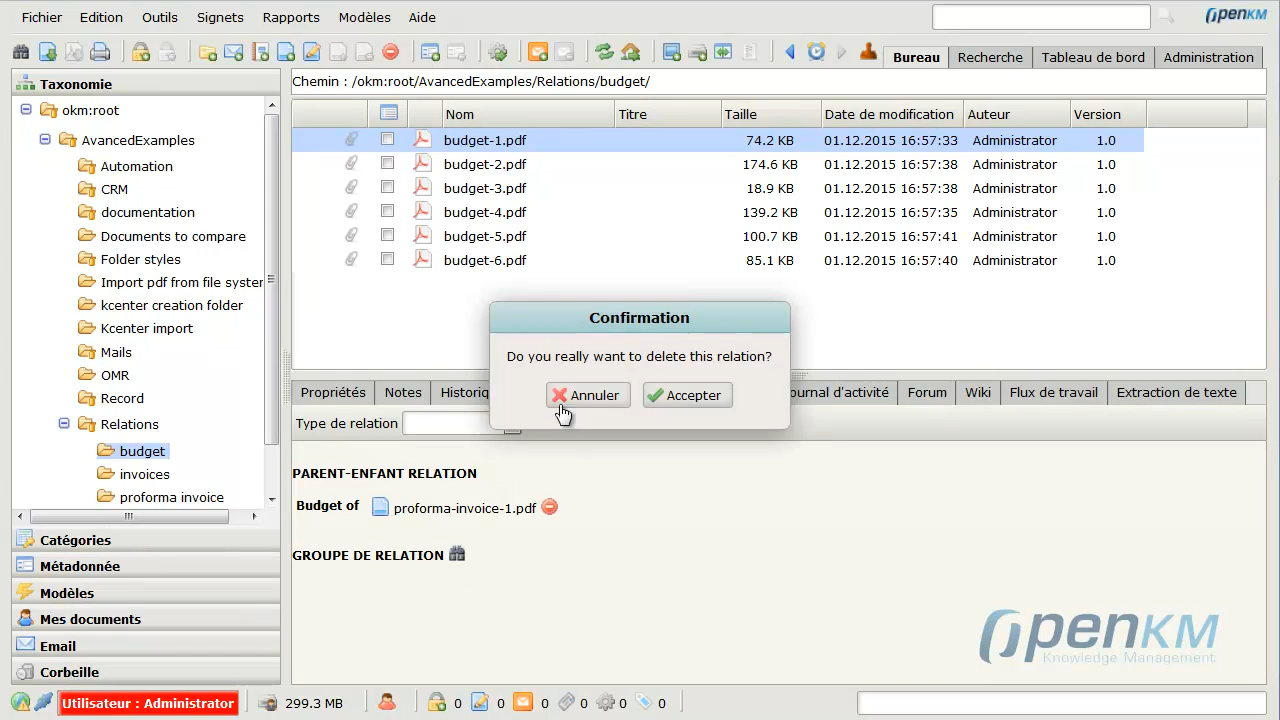 Fichier Edition Outils Signets Rapports Modèles Aide
OPENKM
Bureau Recherche Tableau de bord Administration
Taxonomie
Chemin : /okm:root/AvancedExamples/Relations/budget/
okm:root
AvancedExamples
Automation
CRM
documentation
Documents to compare
Folder styles
Import pdf from file syster
kcenter creation folder
Kcenter import
Mails
OMR
Record
Relations
budget
invoices
proforma invoice
Catégories
Métadonnée
Modèles
Mes documents
Email
Corbeille
Nom Titre Taille Date de modification Auteur Version
budget-1.pdf 74.2 KB 01.12.2015 16:57:33 Administrator 1.0
budget-2.pdf 174.6 KB 01.12.2015 16:57:38 Administrator 1.0
budget-3.pdf 18.9 KB 01.12.2015 16:57:38 Administrator 1.0
budget-4.pdf 139.2 KB 01.12.2015 16:57:35 Administrator 1.0
budget-5.pdf 100.7 KB 01.12.2015 16:57:41 Administrator 1.0
budget-6.pdf 85.1 KB 01.12.2015 16:57:40 Administrator 1.0
Confirmation
Do you really want to delete this relation?
Annuler Accepter
Propriétés Notes Historiq ournal d'activité Forum Wiki Flux de travail Extraction de texte
Type de relation
PARENT-ENFANT RELATION
Budget of proforma-invoice-1.pdf
GROUPE DE RELATION
OpenKM
Knowledge Management
Utilisateur : Administrator 299.3 MB 0 0 0 0 0 0